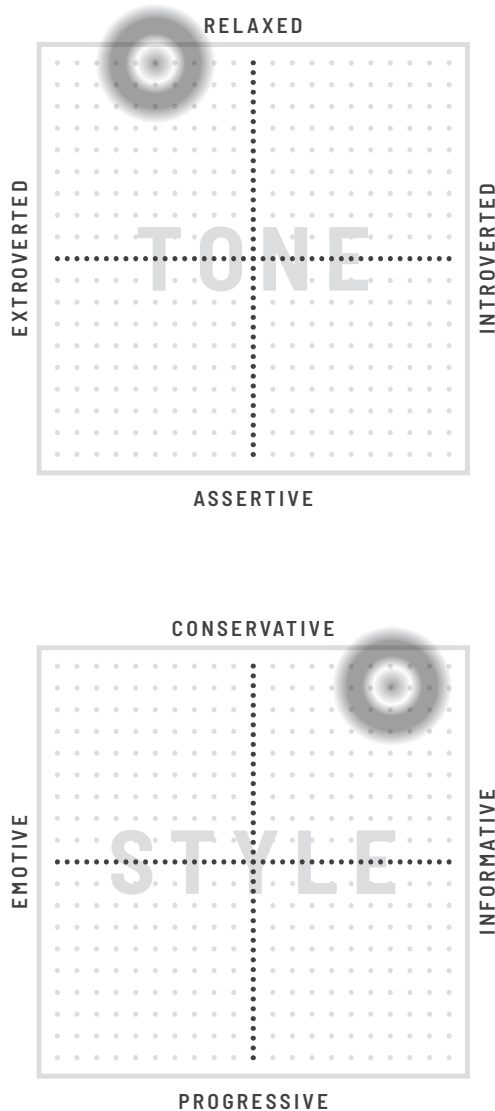 RELAXED
EXTROVERTED
TONE
INTROVERTED
ASSERTIVE
CONSERVATIVE
EMOTIVE
STYLE
INFORMATIVE
PROGRESSIVE